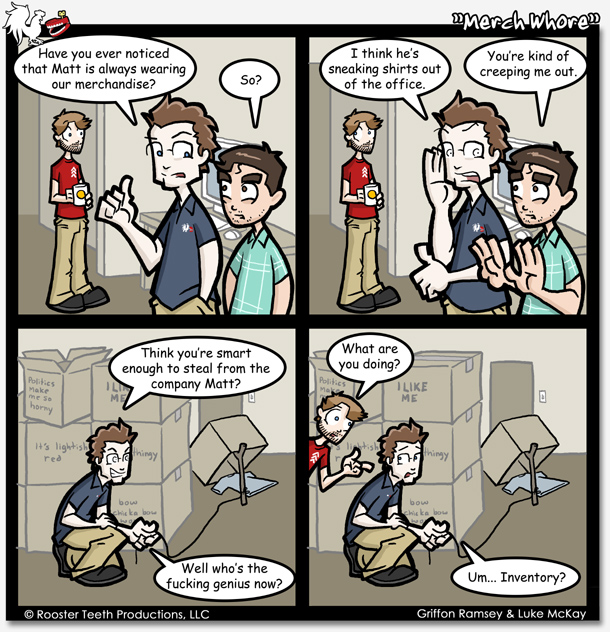 "Merch Whore"
Have you ever noticed
that Matt is always wearing
our merchandise?
So?
I think he's
sneaking shirts out
of the office.
You're kind of
creeping me out.
Think you're smart
enough to steal from the
company Matt?
Politics
make
me so
horny
I LIKE
ME
it's lightish
red
thingy
bow
chicka bow
Well who's the
fucking genius now?
What are
you doing?
Politics
I LIKE
ME
lightish
thingy
bow
chicka bow
Um... Inventory?
© Rooster Teeth Productions, LLC
Griffon Ramsey & Luke McKay